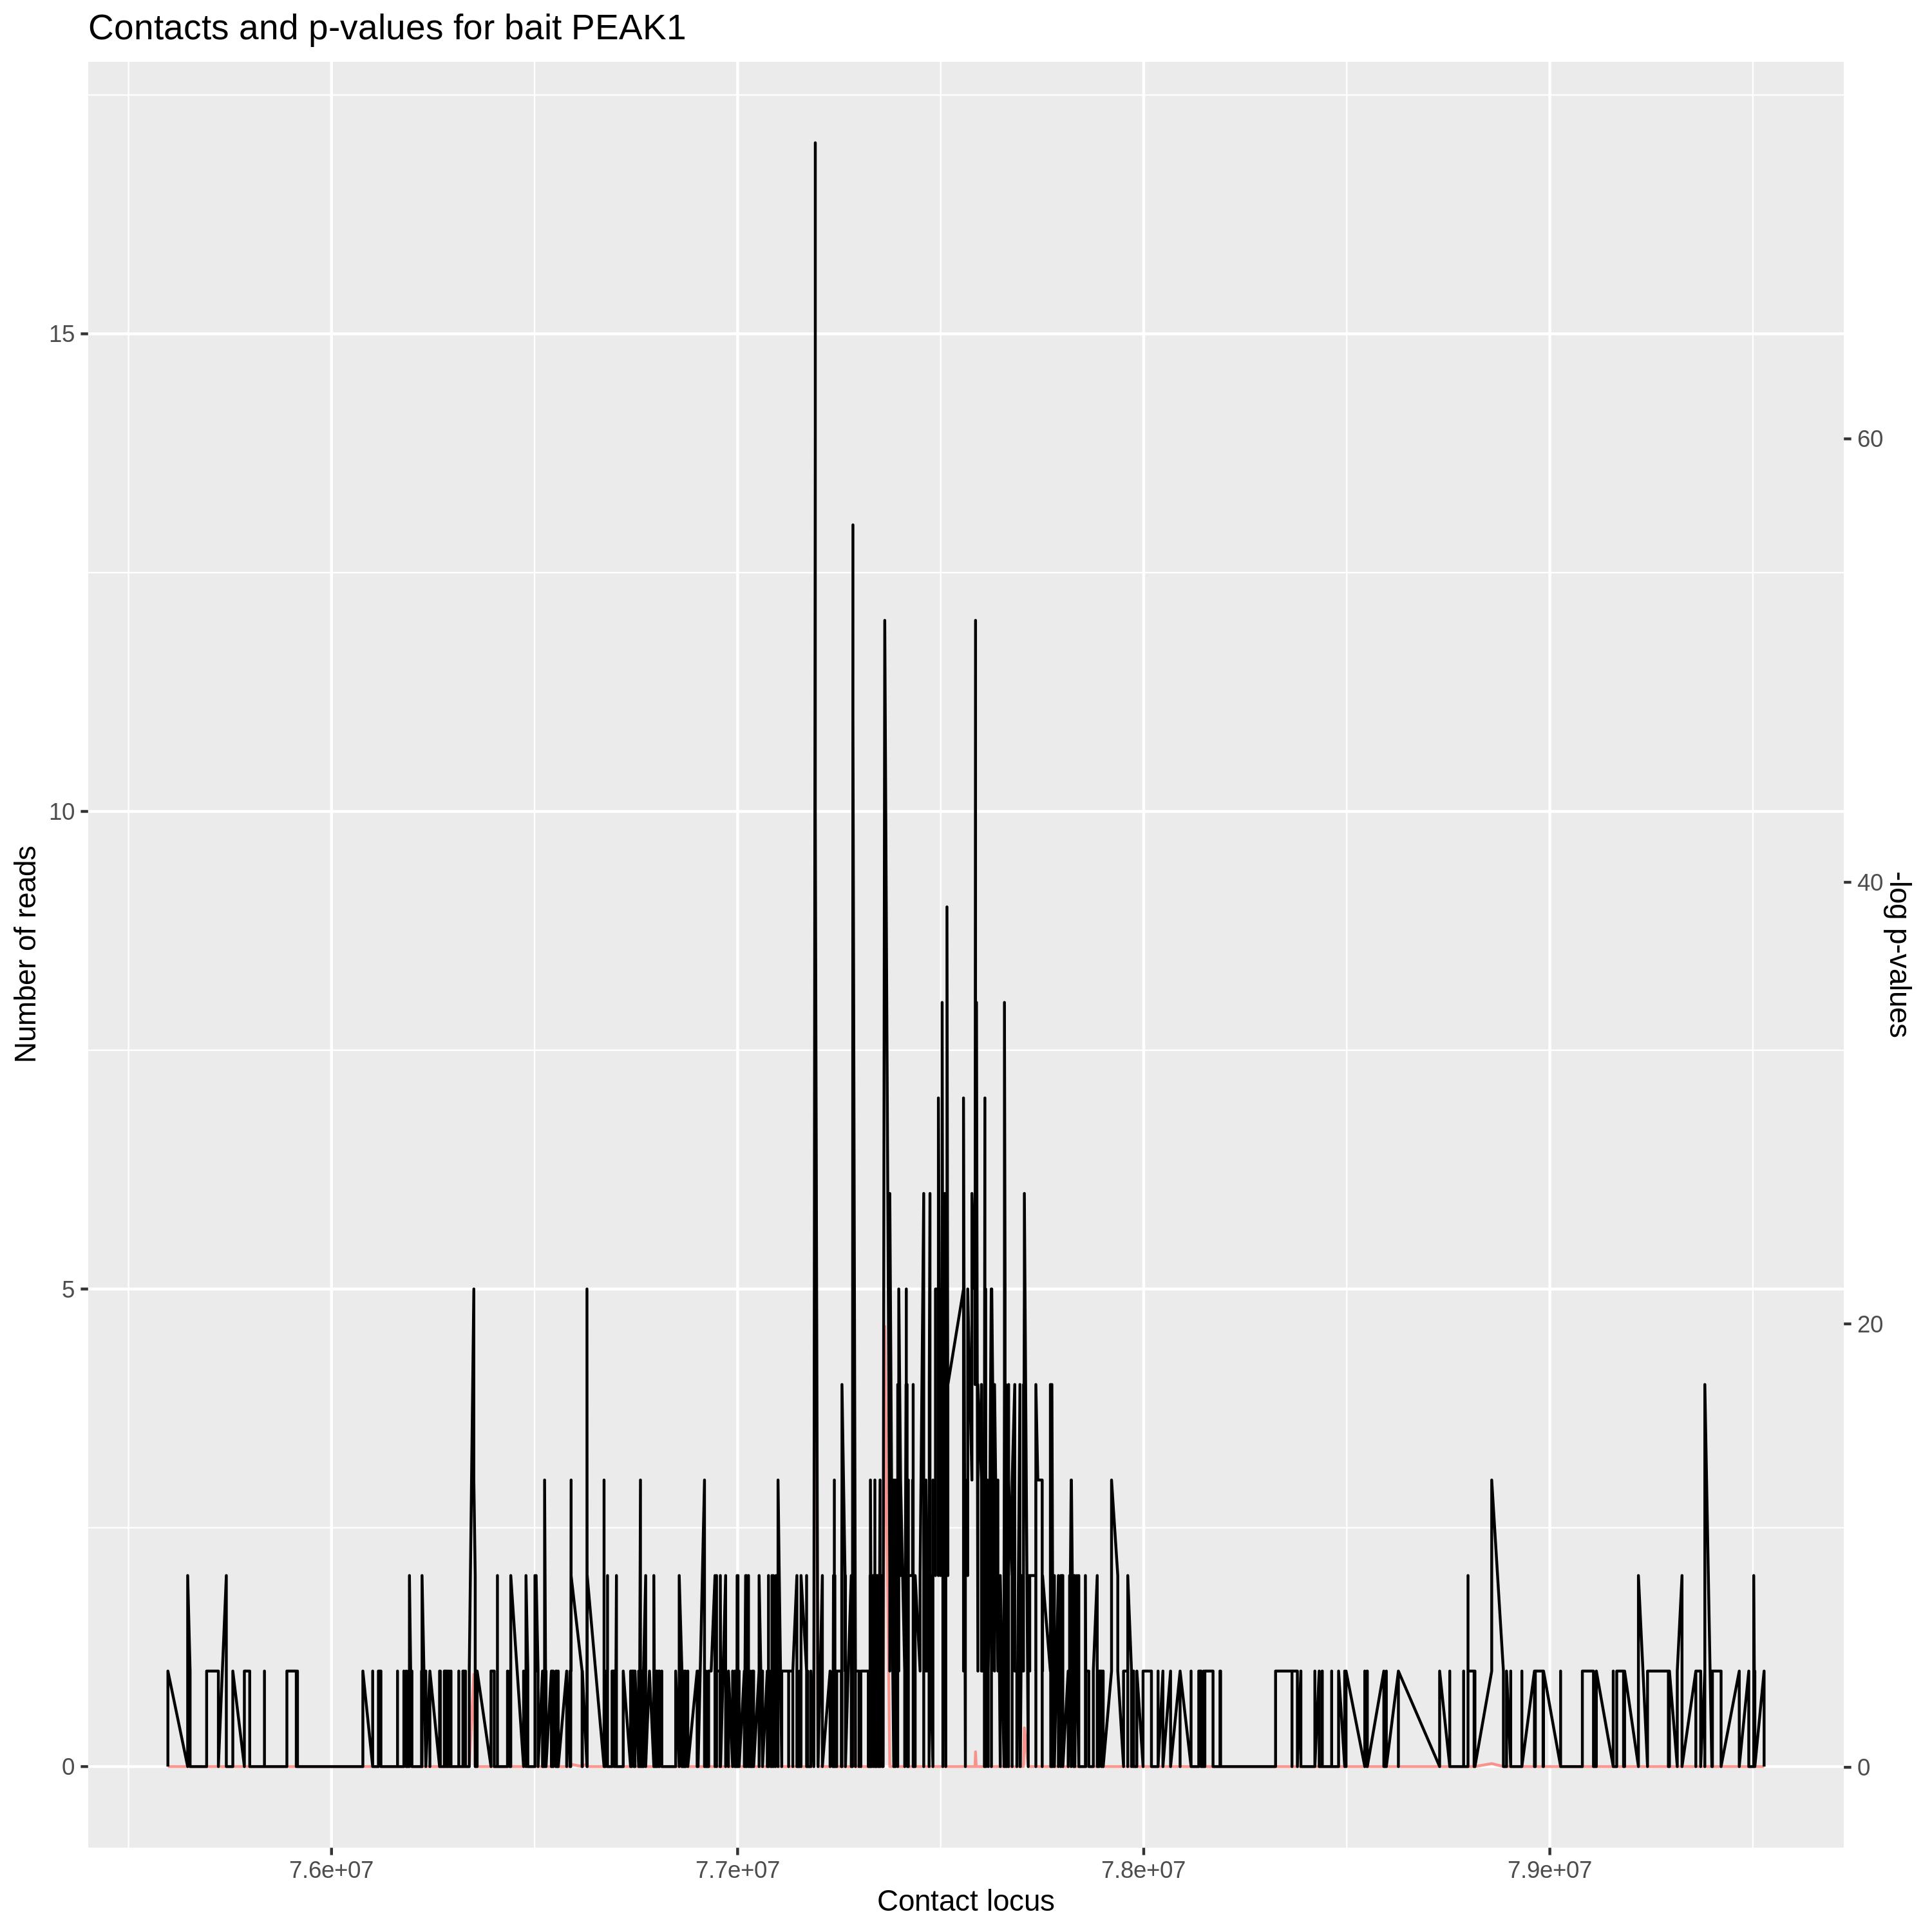 Contacts and p-values for bait PEAK1
15
10
5
0
Number of reads
60
40
20
0
-log p-values
7.6e+07 7.7e+07 7.8e+07 7.9e+07
Contact locus